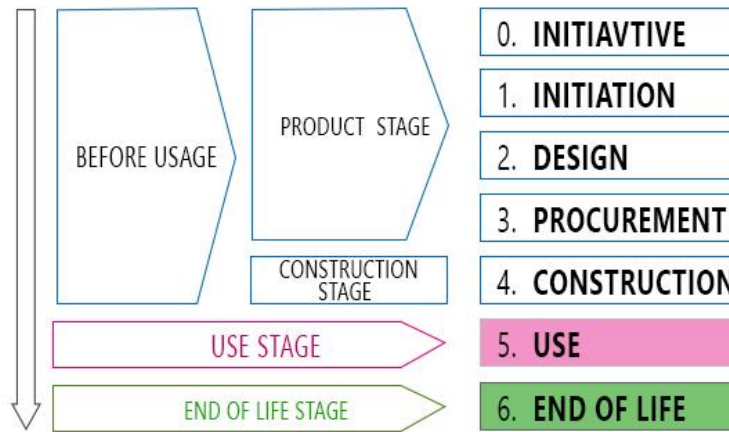 BEFORE USAGE
PRODUCT STAGE
CONSTRUCTION
STAGE
USE STAGE
END OF LIFE STAGE
0. INITIAVTIVE
1. INITIATION
2. DESIGN
3. PROCUREMENT
4. CONSTRUCTION
5. USE
6. END OF LIFE